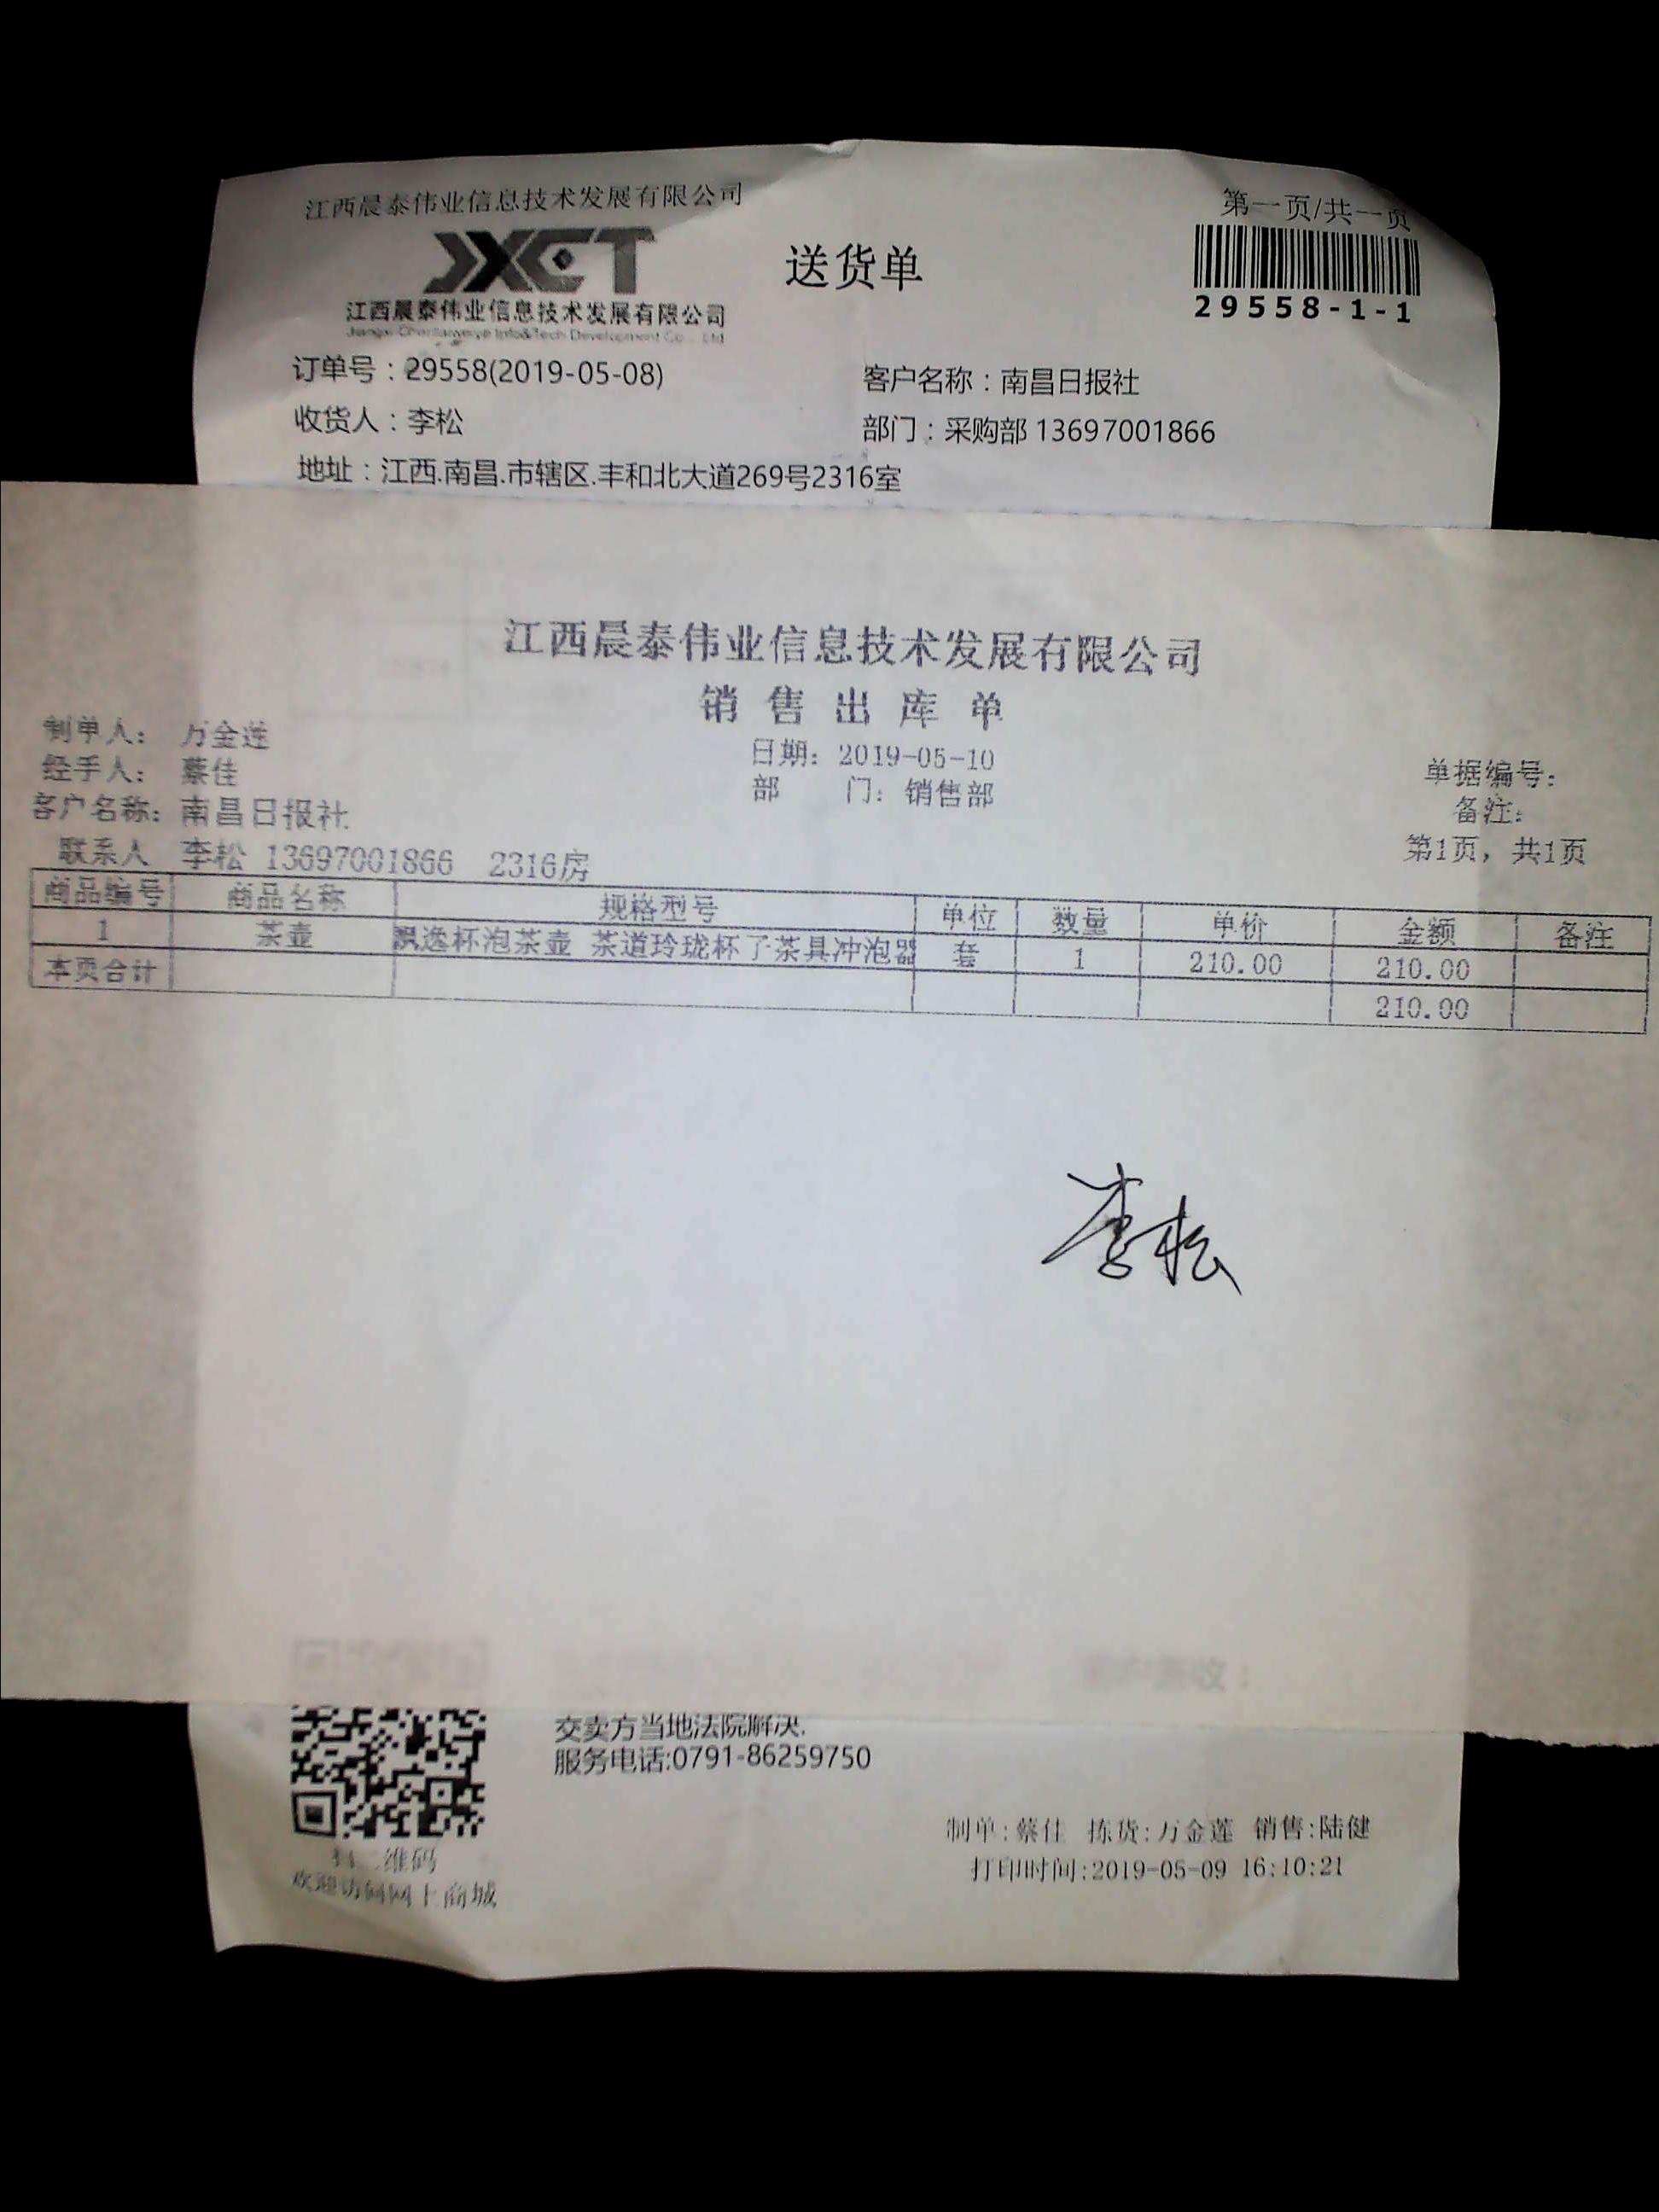 江西晨泰伟业信息技术发展有限公司
第一页/共一页
JXCT
送货单
江西晨泰伟业信息技术发展有限公司
Jiangxi Chentaiweiye Info&Tech Development Co., Ltd
29558-1-1
订单号：29558(2019-05-08)
客户名称：南昌日报社
收货人：李松
部门：采购部 13697001866
地址：江西.南昌.市辖区.丰和北大道269号2316室
江西晨泰伟业信息技术发展有限公司
销售出库单
制单人： 万金莲
日期：2019-05-10
单据编号：
经手人： 蔡佳
部 门：销售部
备注：
客户名称：南昌日报社
第1页，共1页
联系人 李松 13697001866 2316房
商品编号 商品名称 规格型号 单位 数量 单价 金额 备注
1 茶壶 飘逸杯泡茶壶 茶道玲珑杯子茶具冲泡器 套 1 210.00 210.00
本页合计 210.00
李松
交卖方当地法院解决.
服务电话:0791-86259750
制单:蔡佳 拣货:万金莲 销售:陆健
打印时间:2019-05-09 16:10:21
扫二维码
欢迎访问网上商城